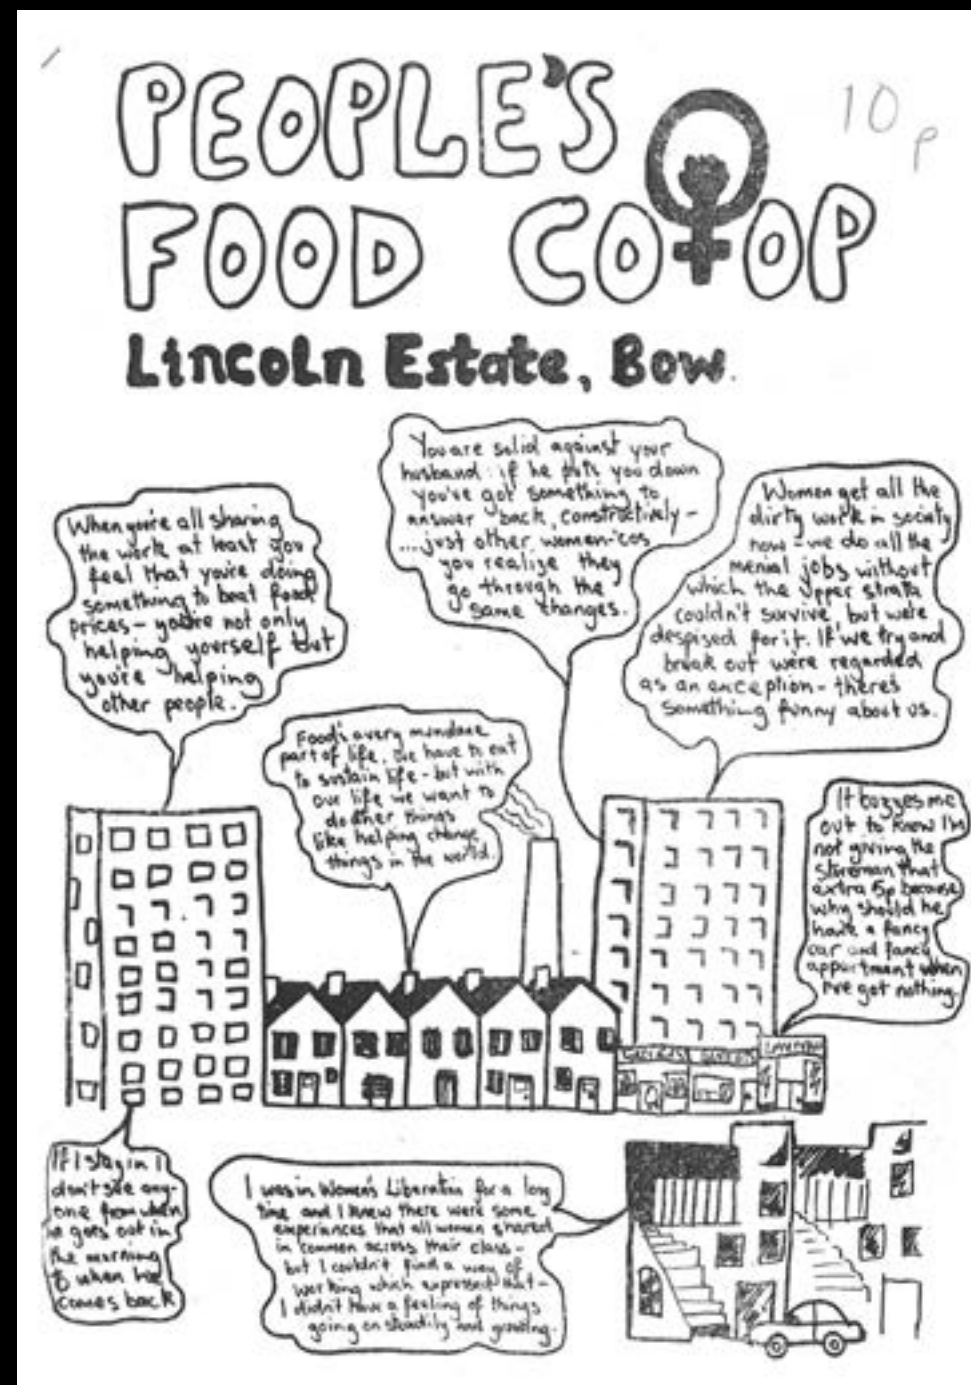 PEOPLE'S
10p
FOOD CO OP
Lincoln Estate, Bow.
You are solid against your
husband: if he puts you down
you've got something to
answer back, constructively -
...just other women-cos
you realize they
go through the
same changes.
When you're all sharing
the work at least you
feel that you're doing
something to beat food
prices - you're not only
helping yourself but
you're helping
other people.
Women get all the
dirty work in society
now - we do all the
menial jobs without
which the upper strata
couldn't survive, but were
despised for it. If we try and
break out were regarded
as an exception - theres
something funny about us.
Food's a very mundane
part of life. We have to eat
to sustain life - but with
our life we want to
do other things
like helping change
things in the world.
It buzzes me
out to know I'm
not giving the
storeman that
extra 5p because
why should he
have a fancy
car and fancy
appartment when
I've got nothing.
If I stay in I
don't see any-
one from when
he goes out in
the morning
to when he
comes back
I was in Women's Liberation for a long
time and I knew there were some
experiences that all women shared
in common across their class -
but I couldn't find a way of
working which expressed that -
I didn't have a feeling of things
going on steadily and growing.